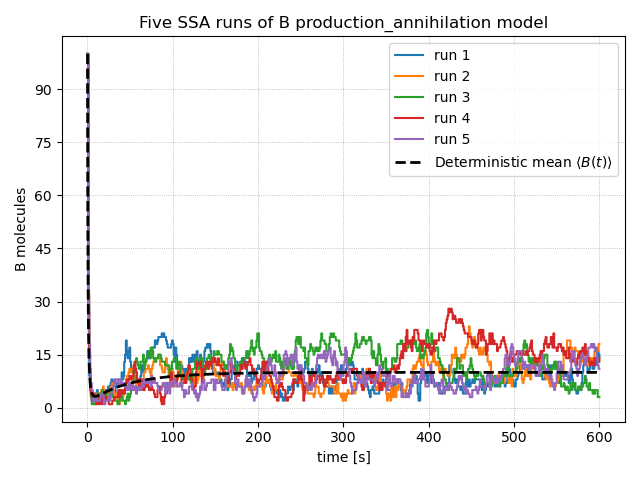 Five SSA runs of B production_annihilation model
B molecules
90
75
60
45
30
15
0
run 1
run 2
run 3
run 4
run 5
Deterministic mean ⟨B(t)⟩
0
100
200
300
400
500
600
time [s]